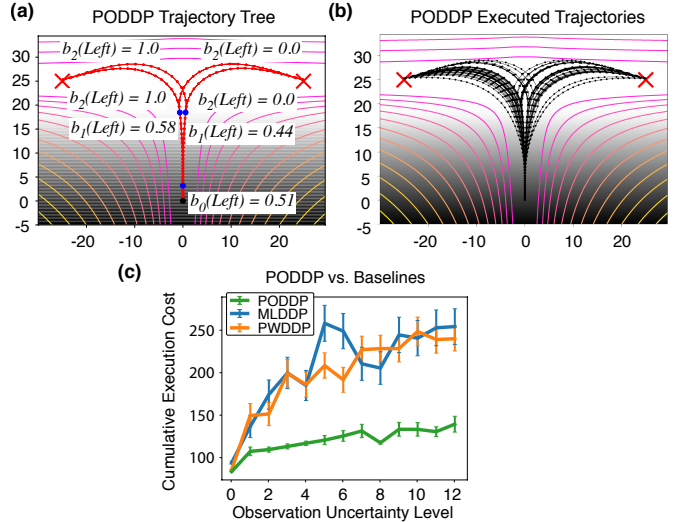 (a)
PODDP Trajectory Tree
b2(Left) = 1.0
b2(Left) = 0.0
b2(Left) = 1.0
b2(Left) = 0.0
b1(Left) = 0.58
b1(Left) = 0.44
b0(Left) = 0.51
30
25
20
15
10
5
0
-5
-20 -10 0 10 20
(b)
PODDP Executed Trajectories
30
25
20
15
10
5
0
-5
-20 -10 0 10 20
(c)
PODDP vs. Baselines
PODDP
MLDDP
PWDDP
Cumulative Execution Cost
250
200
150
100
0 2 4 6 8 10 12
Observation Uncertainty Level